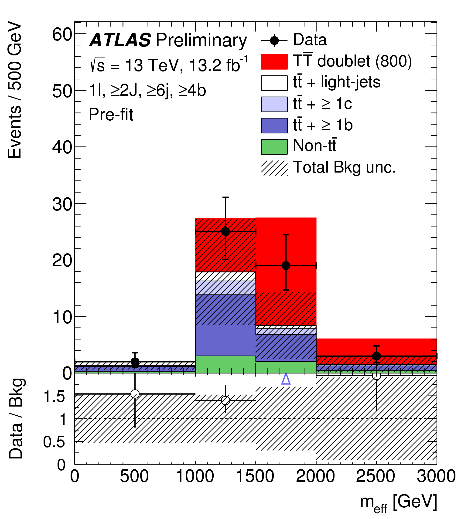 Events / 500 GeV
60
50
40
30
20
10
0
ATLAS Preliminary
√s = 13 TeV, 13.2 fb⁻¹
1l, ≥2J, ≥6j, ≥4b
Pre-fit
Data
TT̅ doublet (800)
tt̅ + light-jets
tt̅ + ≥ 1c
tt̅ + ≥ 1b
Non-tt̅
Total Bkg unc.
Data / Bkg
1.5
1
0.5
0
0 500 1000 1500 2000 2500 3000
m_eff [GeV]